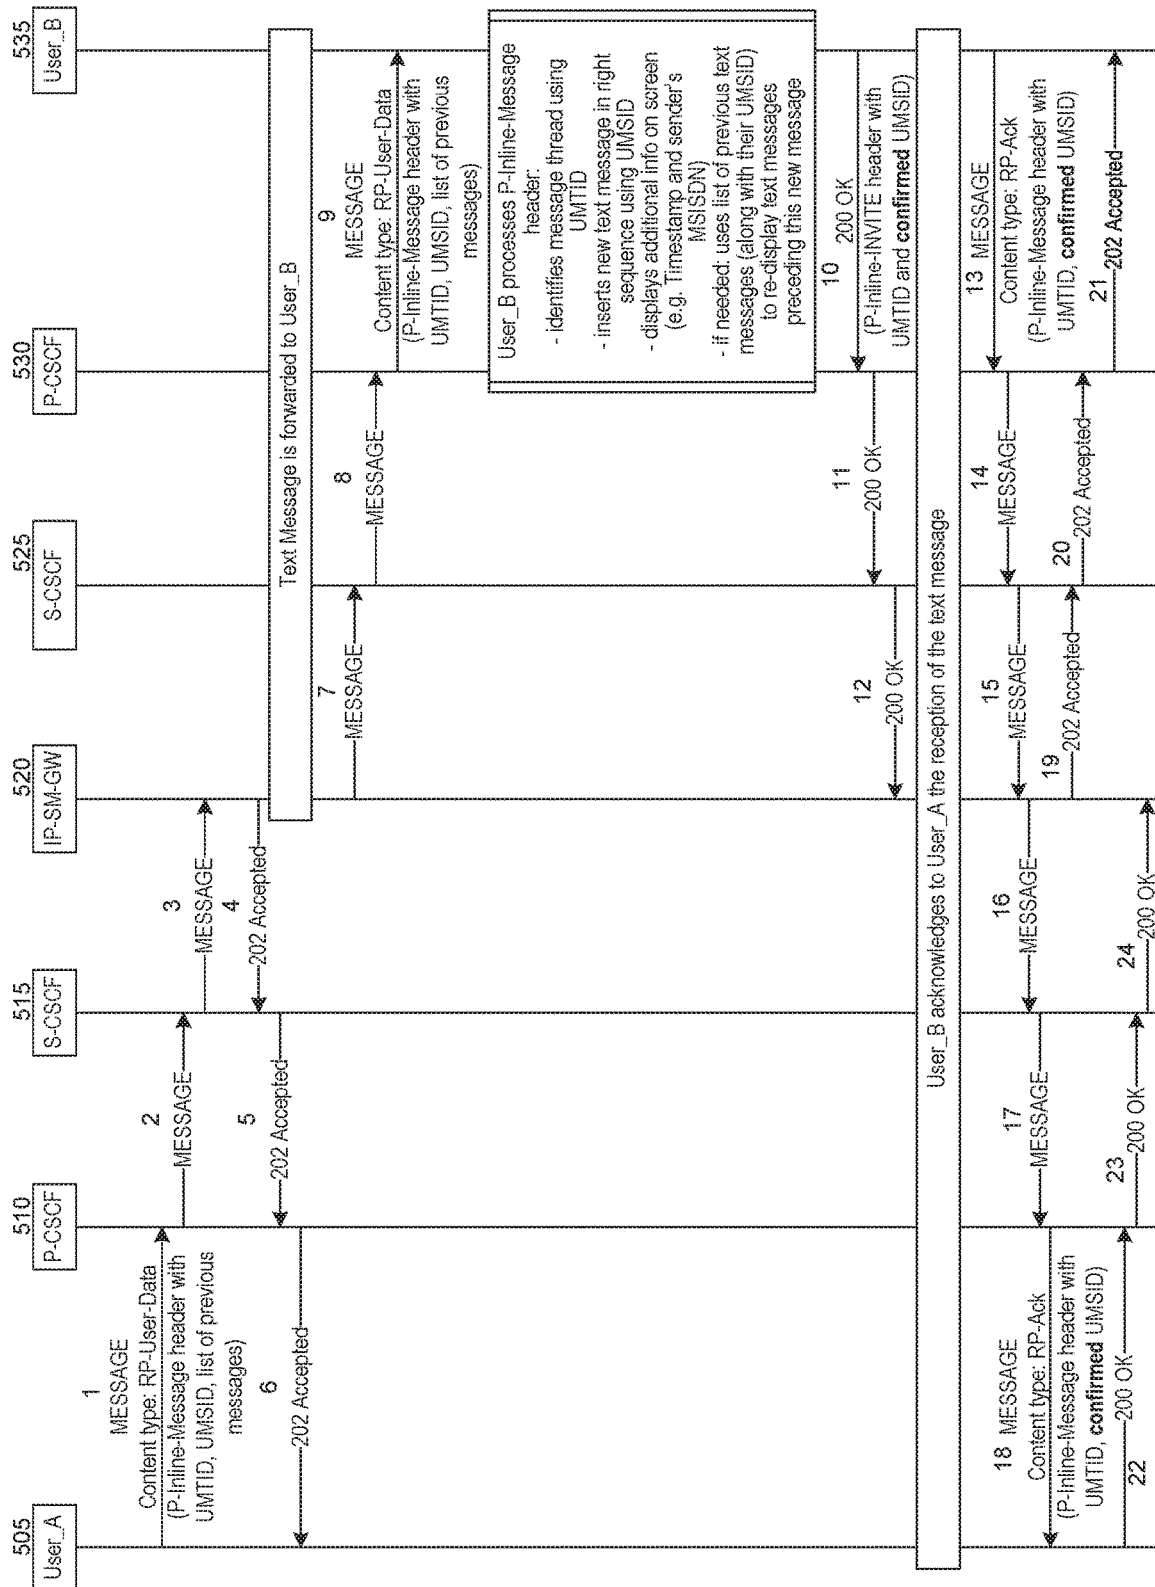 505
User_A
510
P-CSCF
515
S-CSCF
520
IP-SM-GW
525
S-CSCF
530
P-CSCF
535
User_B
1
MESSAGE
Content type: RP-User-Data
(P-Inline-Message header with
UMTID, UMSID, list of previous
messages)
2
MESSAGE
3
MESSAGE
4
202 Accepted
5
202 Accepted
6
202 Accepted
Text Message is forwarded to User_B
7
MESSAGE
8
MESSAGE
9
MESSAGE
Content type: RP-User-Data
(P-Inline-Message header with
UMTID, UMSID, list of previous
messages)
User_B processes P-Inline-Message
header:
- identifies message thread using
UMTID
- inserts new text message in right
sequence using UMSID
- displays additional info on screen
(e.g. Timestamp and sender's
MSISDN)
- if needed: uses list of previous text
messages (along with their UMSID)
to re-display text messages
preceding this new message
10
200 OK
(P-Inline-INVITE header with
UMTID and confirmed UMSID)
11
200 OK
12
200 OK
User_B acknowledges to User_A the reception of the text message
13 MESSAGE
Content type: RP-Ack
(P-Inline-Message header with
UMTID, confirmed UMSID)
14
MESSAGE
15
MESSAGE
16
MESSAGE
17
MESSAGE
18 MESSAGE
Content type: RP-Ack
(P-Inline-Message header with
UMTID, confirmed UMSID)
19
202 Accepted
20
202 Accepted
21
202 Accepted
22
200 OK
23
200 OK
24
200 OK